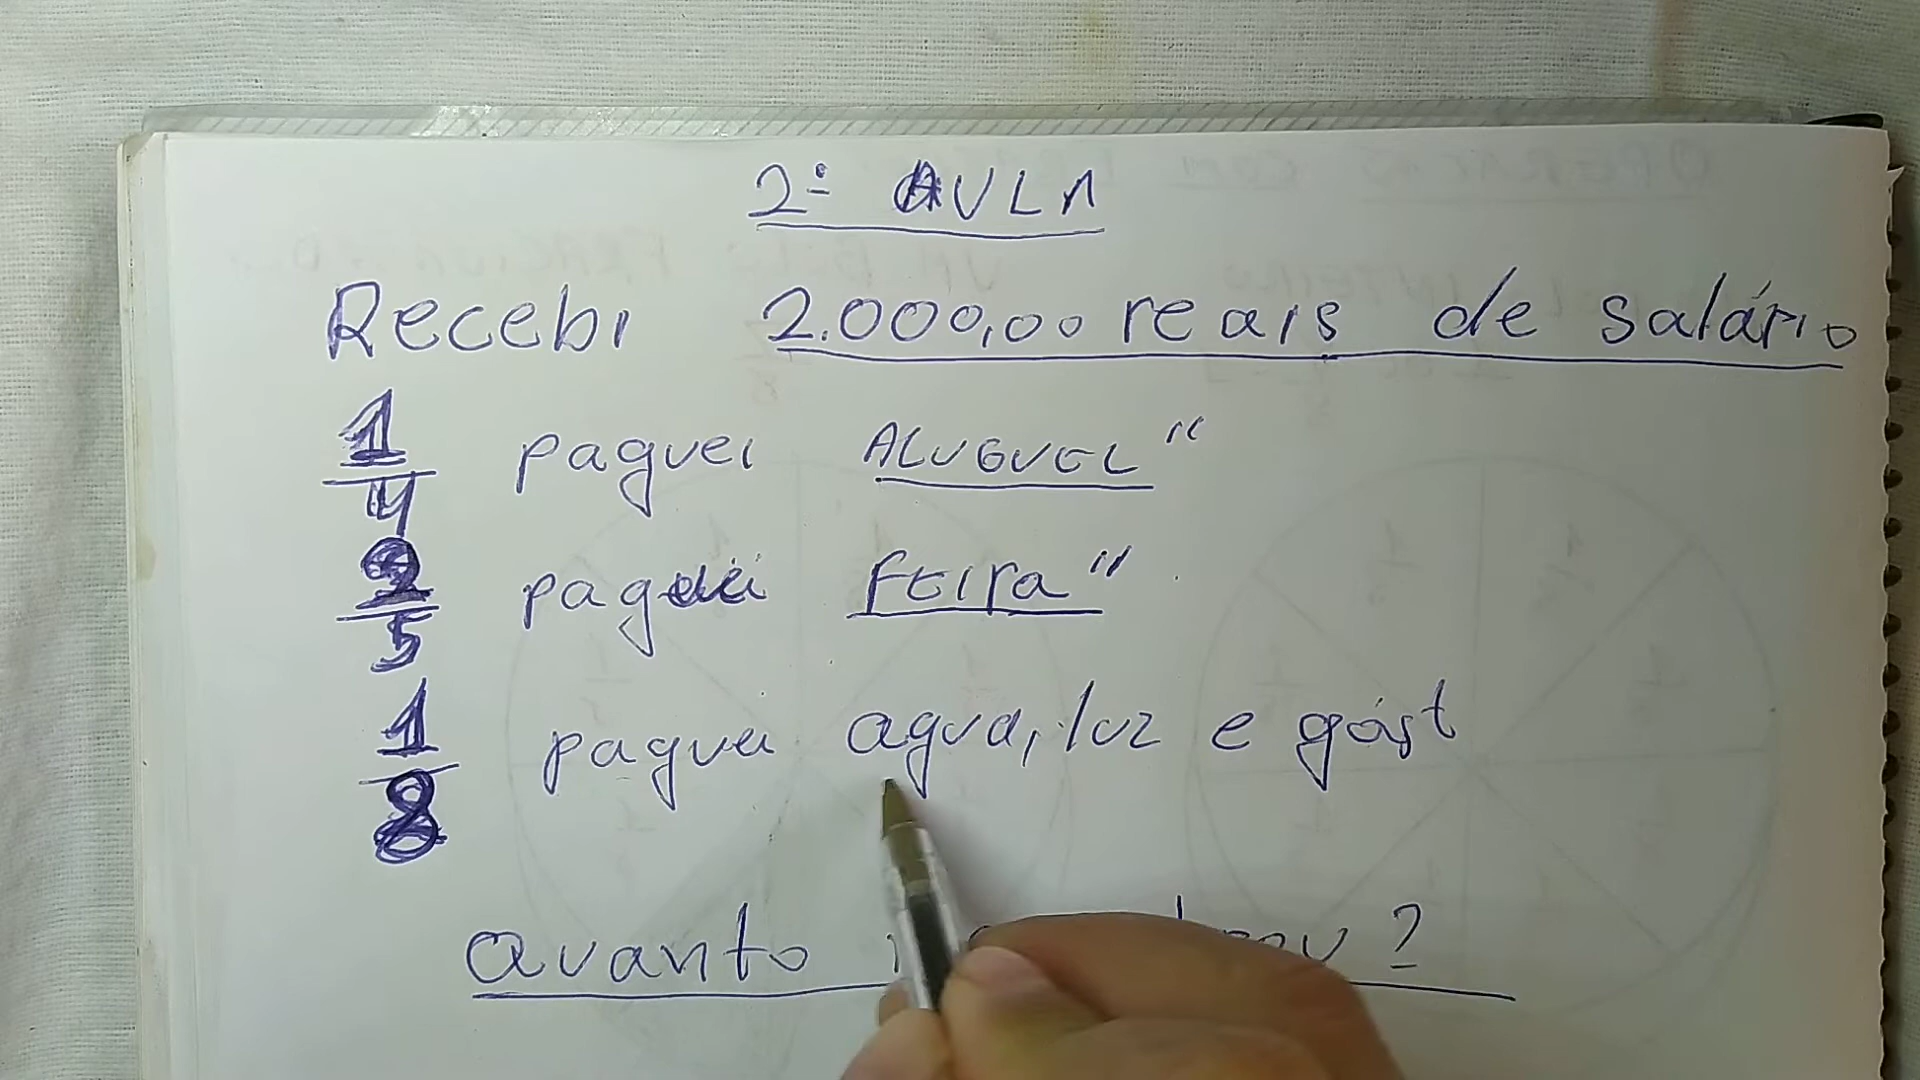 2ª AULA
Recebi 2.000,00 reais de salário
1/4 paguei ALUGUEL"
2/5 paguei FEIRA"
1/8 paguei agua, luz e gást
Quanto ?